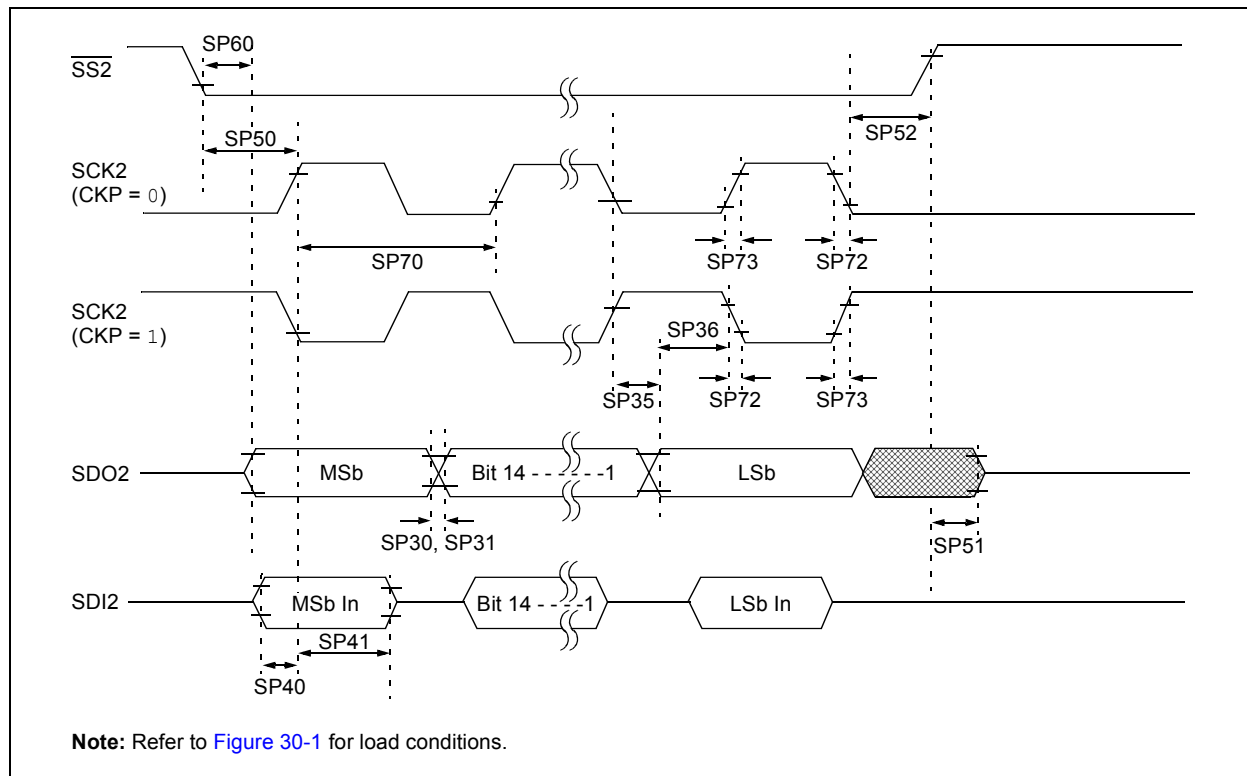 SP60
SS2
SP50
SP52
SCK2
(CKP = 0)
SP70
SP73
SP72
SCK2
(CKP = 1)
SP36
SP35
SP72
SP73
SDO2
MSb
Bit 14 - - - - - -1
LSb
SP30, SP31
SP51
SDI2
MSb In
Bit 14 - - - -1
LSb In
SP41
SP40
Note: Refer to Figure 30-1 for load conditions.